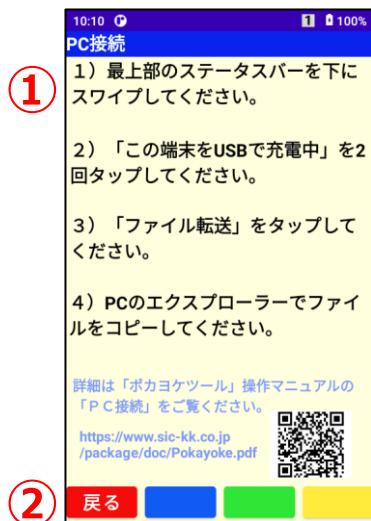 10:10 1 100%
PC接続
①
1）最上部のステータスバーを下に
スワイプしてください。
2）「この端末をUSBで充電中」を2
回タップしてください。
3）「ファイル転送」をタップして
ください。
4）PCのエクスプローラーでファイ
ルをコピーしてください。
詳細は「ポカヨケツール」操作マニュアルの
「ＰＣ接続」をご覧ください。
https://www.sic-kk.co.jp
/package/doc/Pokayoke.pdf
②
戻る